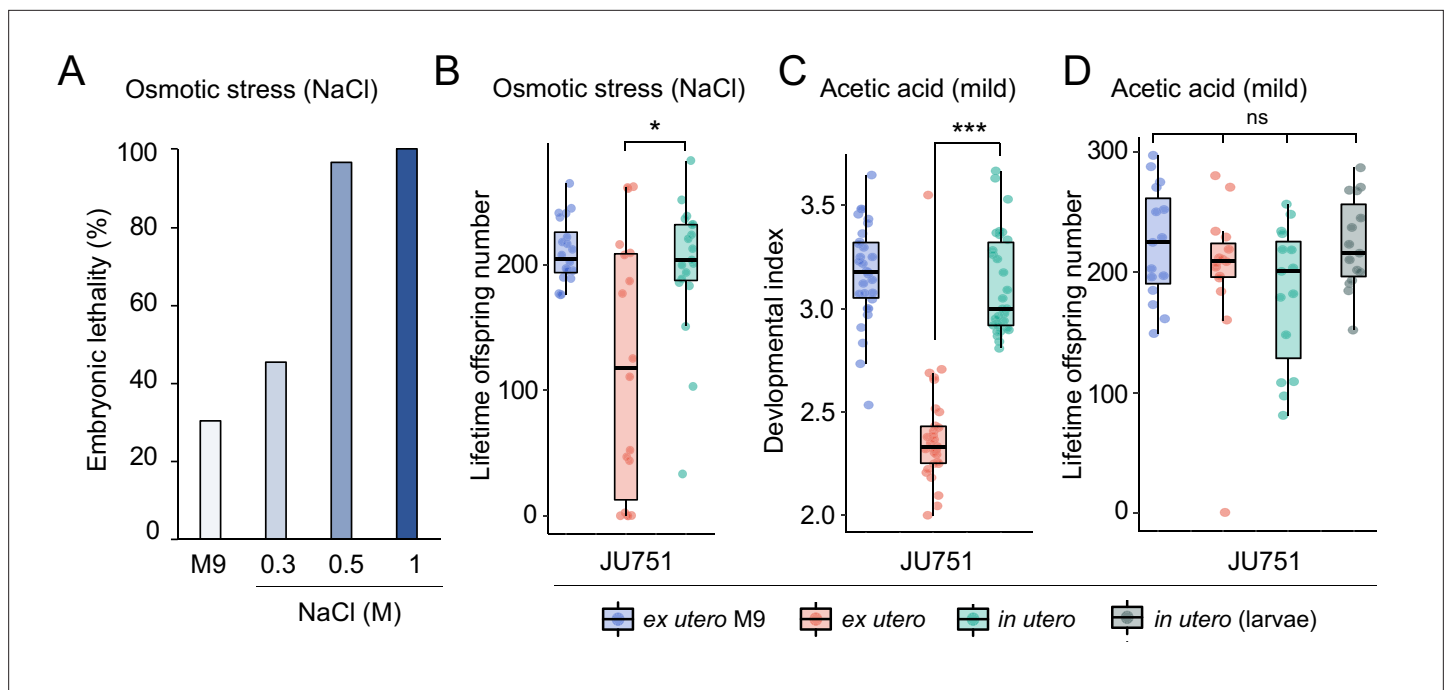 A
Osmotic stress (NaCl)
Embryonic lethality (%)
100
80
60
40
20
0
M9
0.3
0.5
1
NaCl (M)
B
Osmotic stress (NaCl)
*
Lifetime offspring number
200
100
0
JU751
C
Acetic acid (mild)
***
Devlopmental index
3.5
3.0
2.5
2.0
JU751
D
Acetic acid (mild)
ns
Lifetime offspring number
300
200
100
0
JU751
ex utero M9
ex utero
in utero
in utero (larvae)